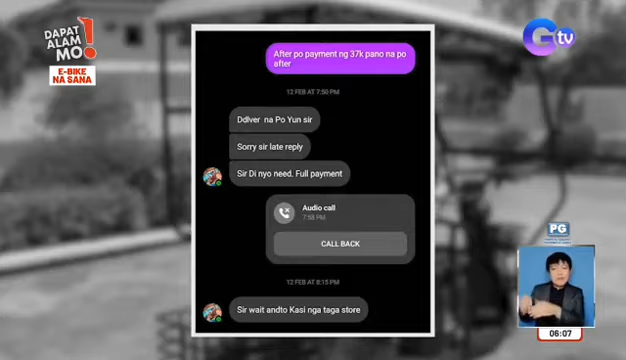 DAPAT
ALAM
MO!
E-BIKE
NA SANA
Gtv
After po payment ng 37k pano na po
after
12 FEB AT 7:50 PM
Ddlver na Po Yun sir
Sorry sir late reply
Sir Di nyo need. Full payment
Audio call
7:58 PM
CALL BACK
12 FEB AT 8:15 PM
Sir wait andto Kasi nga taga store
PG
06:07